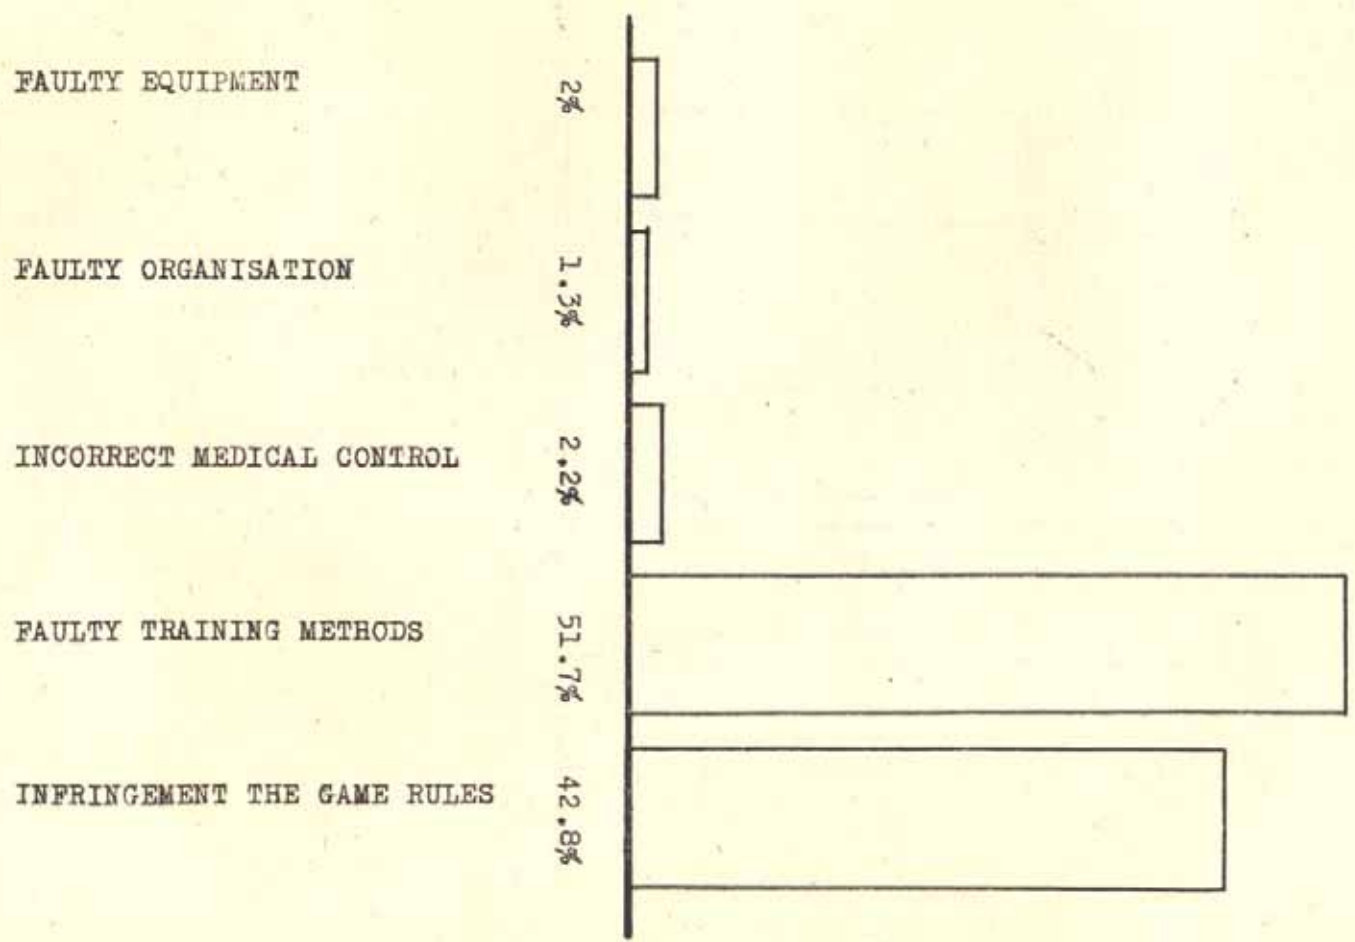 FAULTY EQUIPMENT 2%
FAULTY ORGANISATION 1.3%
INCORRECT MEDICAL CONTROL 2.2%
FAULTY TRAINING METHODS 51.7%
INFRINGEMENT THE GAME RULES 42.8%